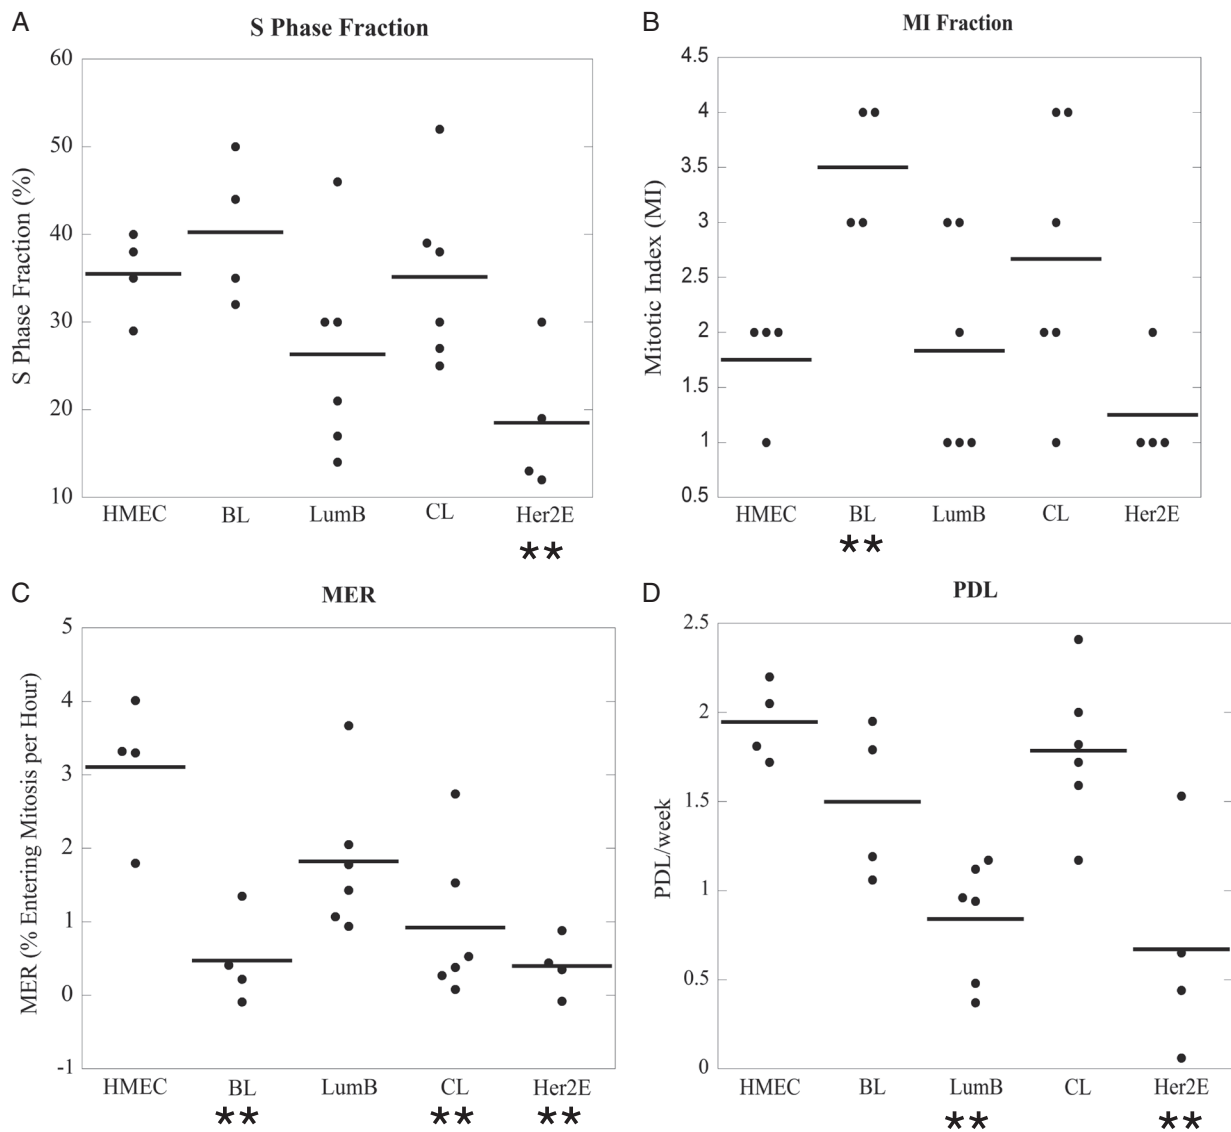 A
S Phase Fraction
S Phase Fraction (%)
60
50
40
30
20
10
HMEC BL LumB CL Her2E
★★
B
MI Fraction
Mitotic Index (MI)
4.5
4
3.5
3
2.5
2
1.5
1
0.5
HMEC BL LumB CL Her2E
★★
C
MER
MER (% Entering Mitosis per Hour)
5
4
3
2
1
0
-1
HMEC BL LumB CL Her2E
★★ ★★ ★★
D
PDL
PDL/week
2.5
2
1.5
1
0.5
0
HMEC BL LumB CL Her2E
★★ ★★